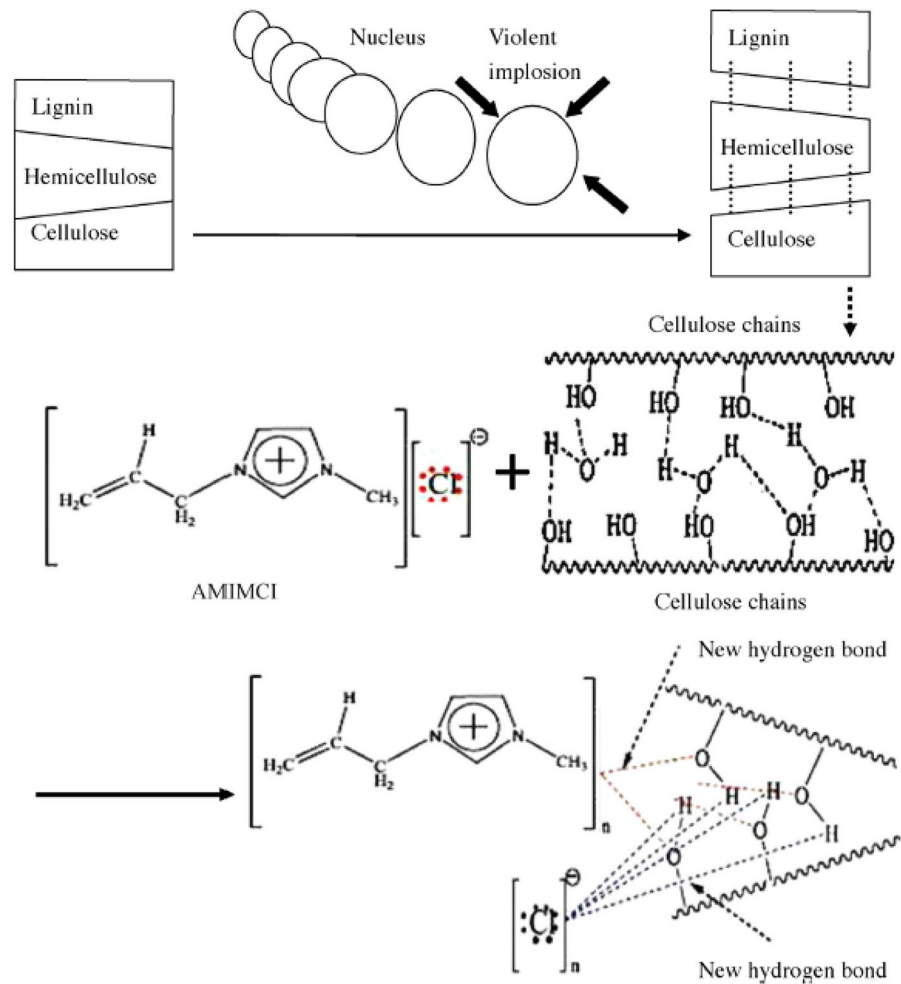 Nucleus
Violent
implosion
Lignin
Hemicellulose
Cellulose
Lignin
Hemicellulose
Cellulose
Cellulose chains
HO
HO
HO
OH
H
O
H
H
O
H
H
O
H
OH
HO
HO
OH
HO
Cellulose chains
H
H₂C
C
C
H₂
N
+
N
CH₃
Cl
⊖
+
AMIMCI
New hydrogen bond
H
H₂C
C
C
H₂
N
+
N
CH₃
n
O
H
O
H
H
O
H
O
Cl
⊖
n
New hydrogen bond